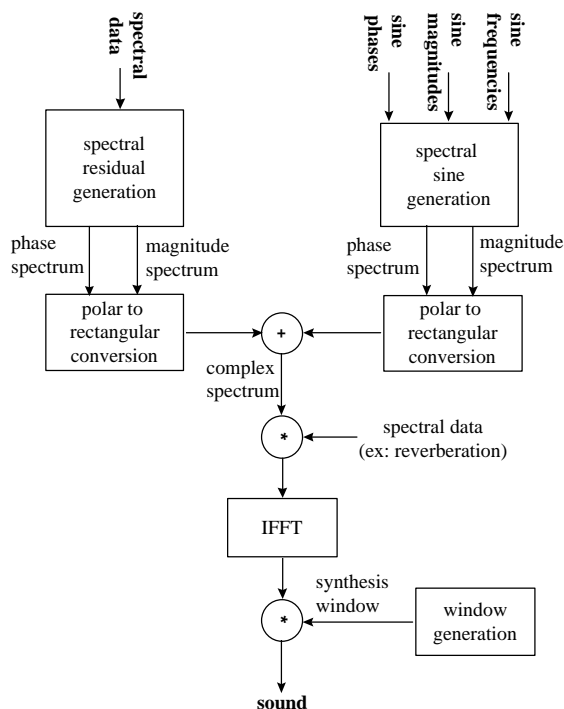 spectral
data
sine
phases
sine
magnitudes
sine
frequencies
spectral
residual
generation
spectral
sine
generation
phase
spectrum
magnitude
spectrum
phase
spectrum
magnitude
spectrum
polar to
rectangular
conversion
+
polar to
rectangular
conversion
complex
spectrum
*
spectral data
(ex: reverberation)
IFFT
synthesis
window
*
window
generation
sound